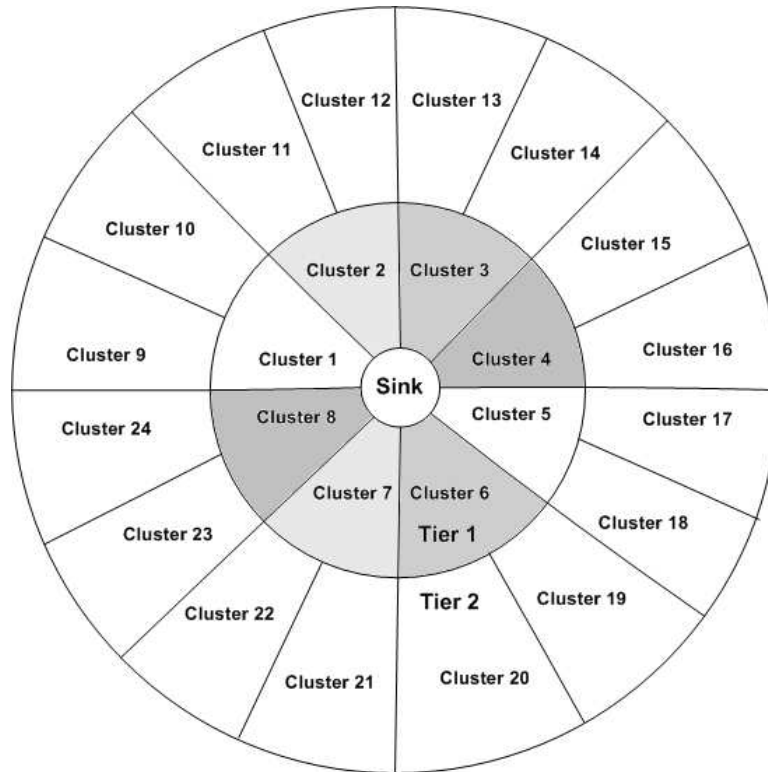 Cluster 12
Cluster 13
Cluster 11
Cluster 14
Cluster 10
Cluster 15
Cluster 2
Cluster 3
Cluster 9
Cluster 16
Cluster 1
Cluster 4
Sink
Cluster 24
Cluster 8
Cluster 5
Cluster 17
Cluster 7
Cluster 6
Cluster 23
Tier 1
Cluster 18
Cluster 22
Tier 2
Cluster 19
Cluster 21
Cluster 20